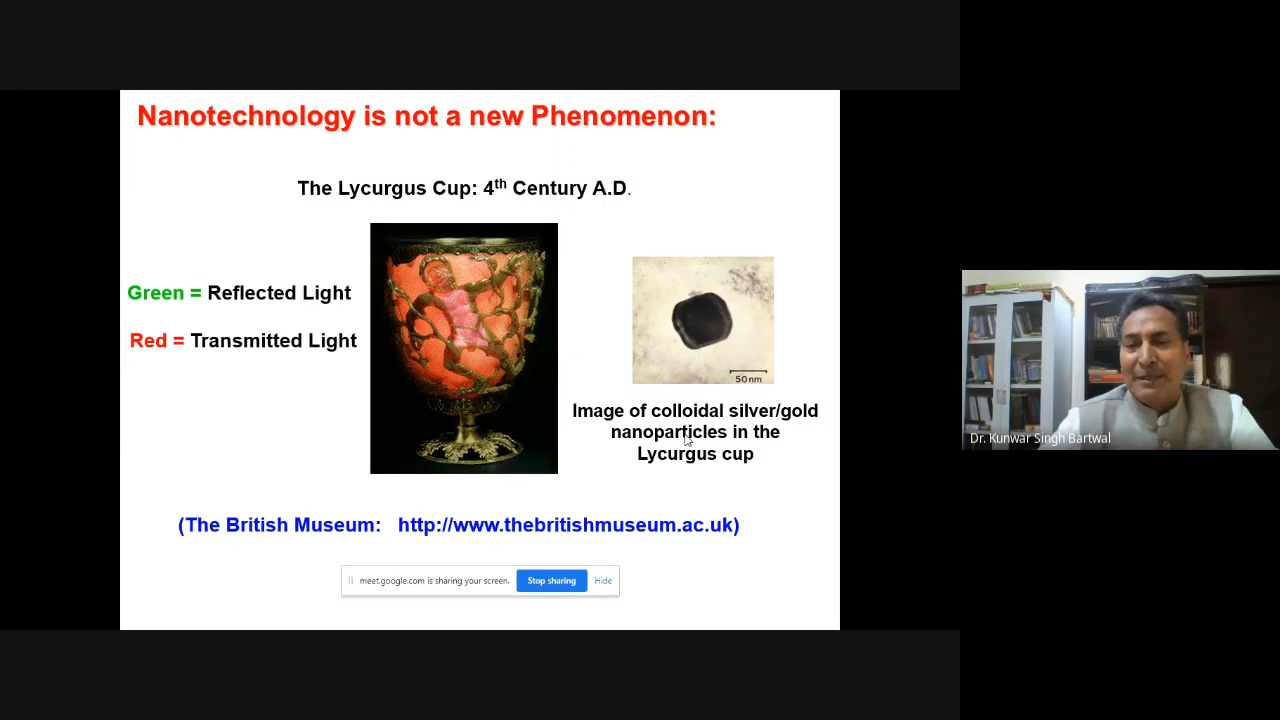 Nanotechnology is not a new Phenomenon:
The Lycurgus Cup: 4th Century A.D.
Green = Reflected Light
Red = Transmitted Light
50 nm
Image of colloidal silver/gold
nanoparticles in the
Lycurgus cup
(The British Museum: http://www.thebritishmuseum.ac.uk)
meet.google.com is sharing your screen. Stop sharing Hide
Dr. Kunwar Singh Bartwal